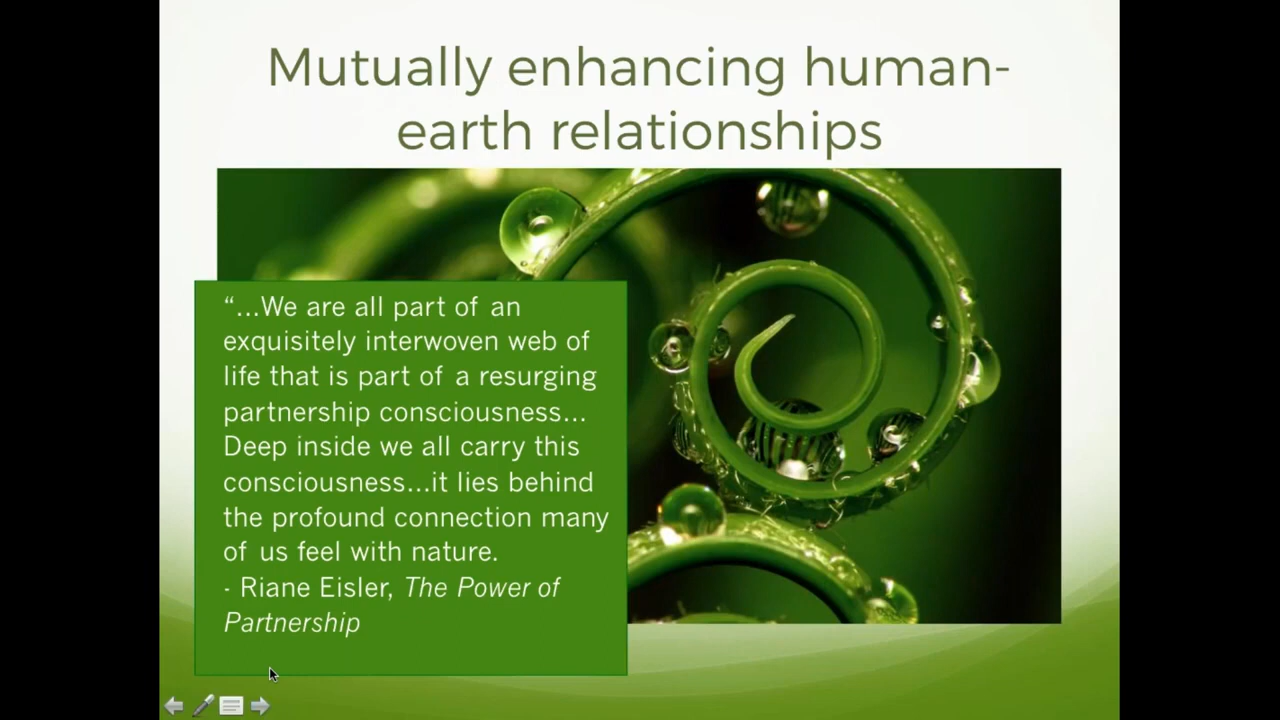 Mutually enhancing human-
earth relationships
“…We are all part of an
exquisitely interwoven web of
life that is part of a resurging
partnership consciousness…
Deep inside we all carry this
consciousness…it lies behind
the profound connection many
of us feel with nature.
- Riane Eisler, The Power of
Partnership